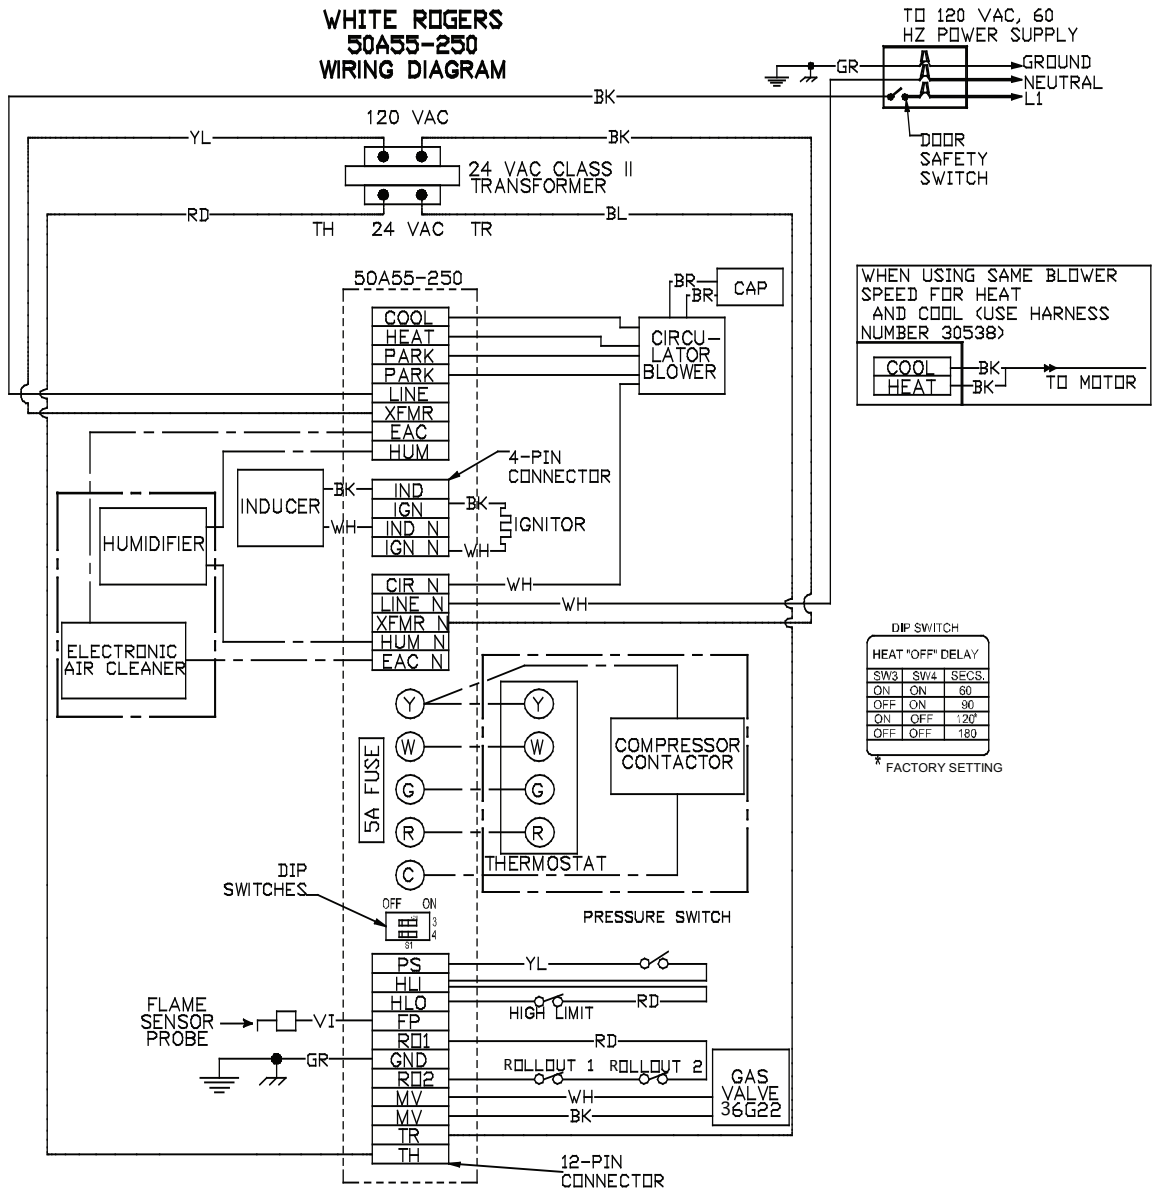 WHITE ROGERS
50A55-250
WIRING DIAGRAM
TO 120 VAC, 60
HZ POWER SUPPLY
GR
GROUND
NEUTRAL
L1
BK
DOOR
SAFETY
SWITCH
120 VAC
YL
BK
24 VAC CLASS II
TRANSFORMER
RD
BL
TH
24 VAC
TR
50A55-250
BR
BR
CAP
WHEN USING SAME BLOWER
SPEED FOR HEAT
AND COOL (USE HARNESS
NUMBER 30538)
COOL
HEAT
BK
BK
TO MOTOR
COOL
HEAT
PARK
PARK
LINE
XFMR
EAC
HUM
CIRCU-
LATOR
BLOWER
4-PIN
CONNECTOR
INDUCER
BK
WH
IND
IGN
IND N
IGN N
BK
WH
IGNITOR
HUMIDIFIER
ELECTRONIC
AIR CLEANER
CIR N
LINE N
XFMR N
HUM N
EAC N
WH
WH
DIP SWITCH
HEAT "OFF" DELAY
SW3 SW4 SECS.
ON ON 60
OFF ON 90
ON OFF 120*
OFF OFF 180
* FACTORY SETTING
5A FUSE
Y
W
G
R
C
Y
W
G
R
THERMOSTAT
COMPRESSOR
CONTACTOR
DIP
SWITCHES
OFF ON
3
4
S1
PRESSURE SWITCH
PS
HLI
HLO
FP
RO1
GND
RO2
MV
MV
TR
TH
YL
HIGH LIMIT
RD
FLAME
SENSOR
PROBE
VI
GR
RD
ROLLOUT 1
ROLLOUT 2
WH
BK
GAS
VALVE
36G22
12-PIN
CONNECTOR